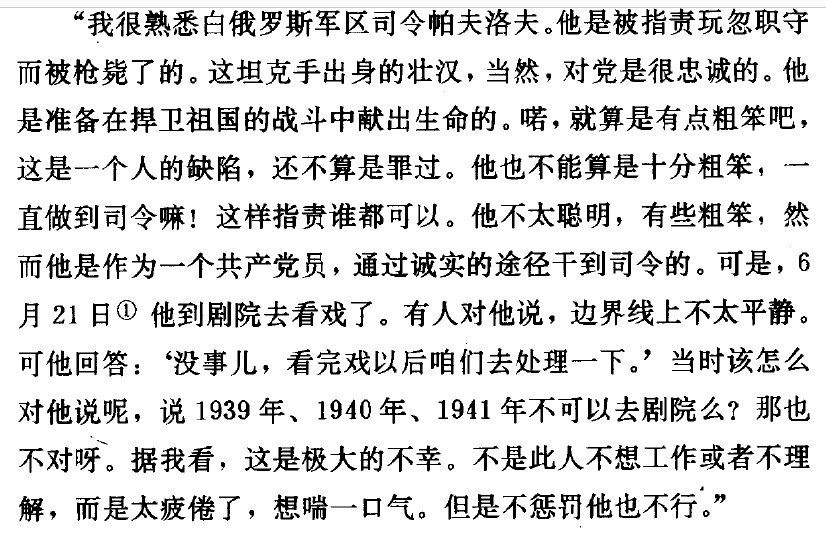 “我很熟悉白俄罗斯军区司令帕夫洛夫。他是被指责玩忽职守
而被枪毙了的。这坦克手出身的壮汉，当然，对党是很忠诚的。他
是准备在捍卫祖国的战斗中献出生命的。喏，就算是有点粗笨吧，
这是一个人的缺陷，还不算是罪过。他也不能算是十分粗笨，一
直做到司令嘛！这样指责谁都可以。他不太聪明，有些粗笨，然
而他是作为一个共产党员，通过诚实的途径干到司令的。可是，6
月21日① 他到剧院去看戏了。有人对他说，边界线上不太平静。
可他回答：‘没事儿，看完戏以后咱们去处理一下。’当时该怎么
对他说呢，说1939年、1940年、1941年不可以去剧院么？那也
不对呀。据我看，这是极大的不幸。不是此人不想工作或者不理
解，而是太疲倦了，想喘一口气。但是不惩罚他也不行。”